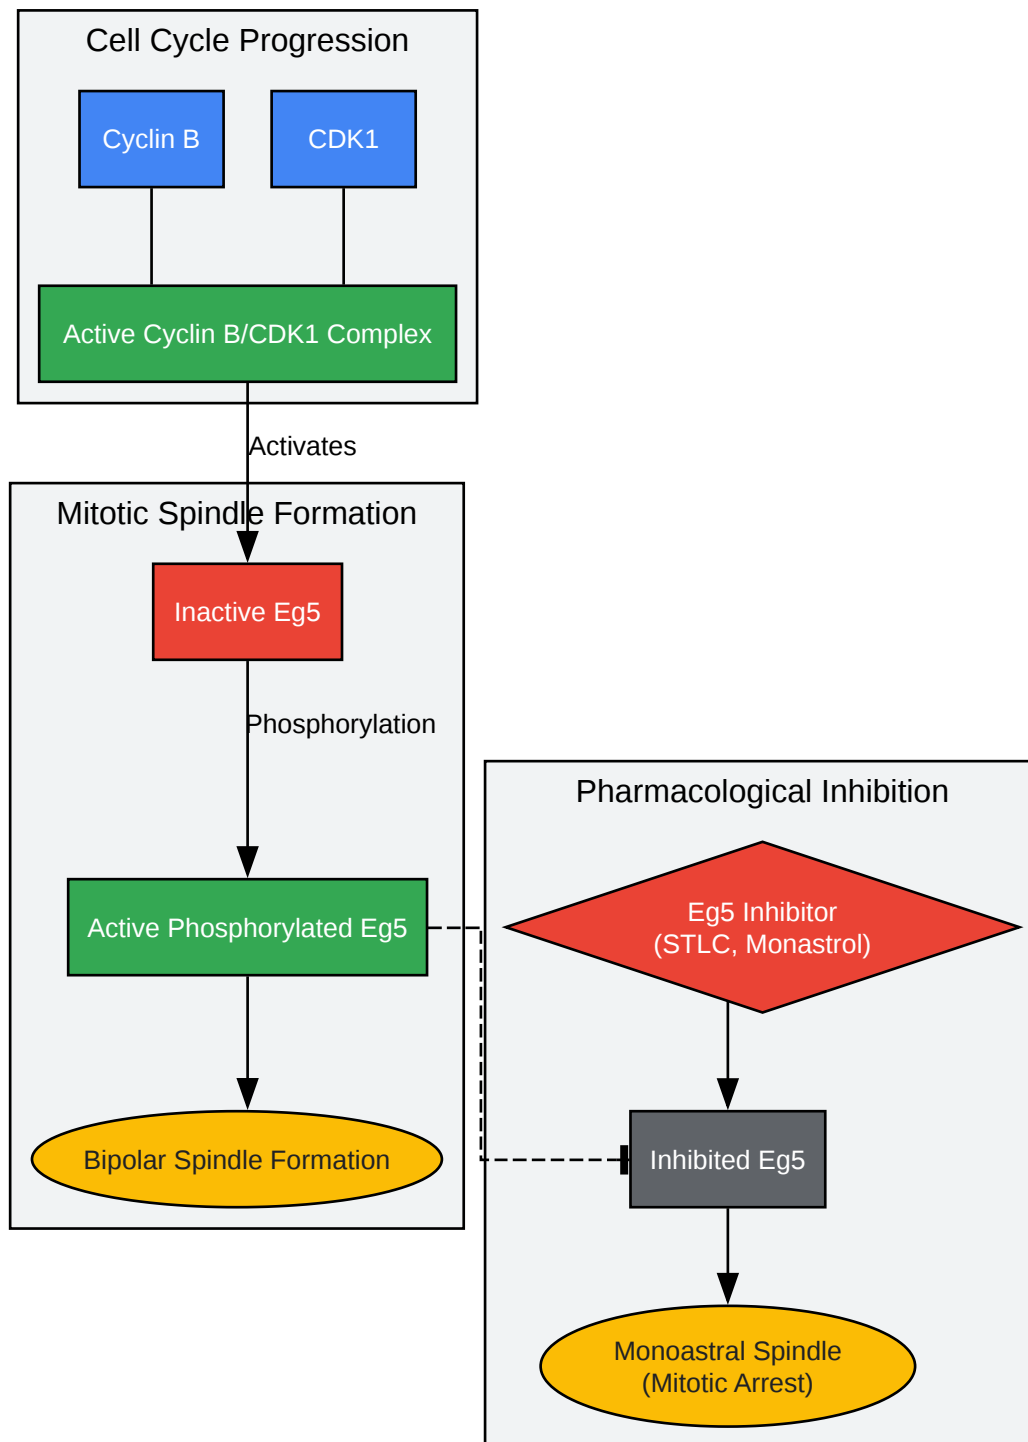 Cell Cycle Progression
Cyclin B
CDK1
Active Cyclin B/CDK1 Complex
Activates
Mitotic Spindle Formation
Inactive Eg5
Phosphorylation
Pharmacological Inhibition
Eg5 Inhibitor
(STLC, Monastrol)
Active Phosphorylated Eg5
Bipolar Spindle Formation
Inhibited Eg5
Monoastral Spindle
(Mitotic Arrest)